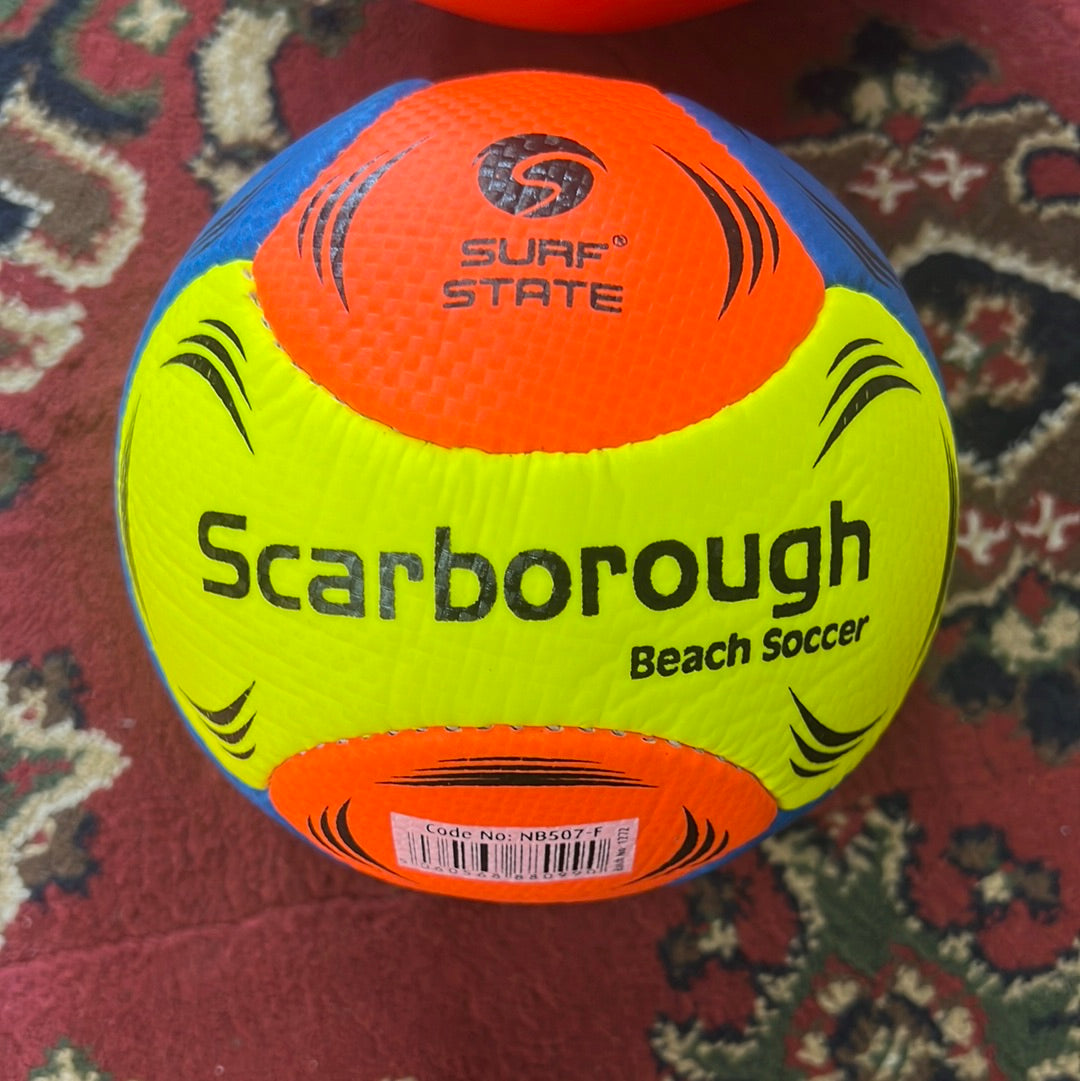 SURF®
STATE
Scarborough
Beach Soccer
Code No: NB507-F